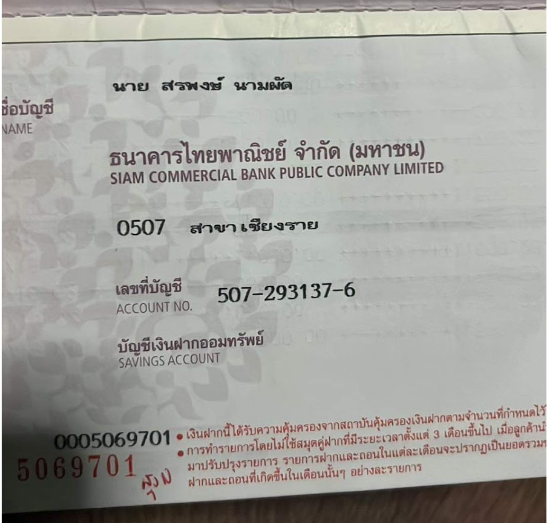 นาย สรพงษ์ นามผัด
ชื่อบัญชี
NAME
ธนาคารไทยพาณิชย์ จำกัด (มหาชน)
SIAM COMMERCIAL BANK PUBLIC COMPANY LIMITED
0507 สาขาเชียงราย
เลขที่บัญชี 507-293137-6
ACCOUNT NO.
บัญชีเงินฝากออมทรัพย์
SAVINGS ACCOUNT
0005069701
• เงินฝากนี้ได้รับความคุ้มครองจากสถาบันคุ้มครองเงินฝากตามจำนวนที่กำหนดไว้
• การทำรายการโดยไม่ใช้สมุดคู่ฝากที่มีระยะเวลาตั้งแต่ 3 เดือนขึ้นไป เมื่อลูกค้านำ
มาปรับปรุงรายการ รายการฝากและถอนในแต่ละเดือนจะปรากฏเป็นยอดรวม
ฝากและถอนที่เกิดขึ้นในเดือนนั้นๆ อย่างละรายการ
5069701